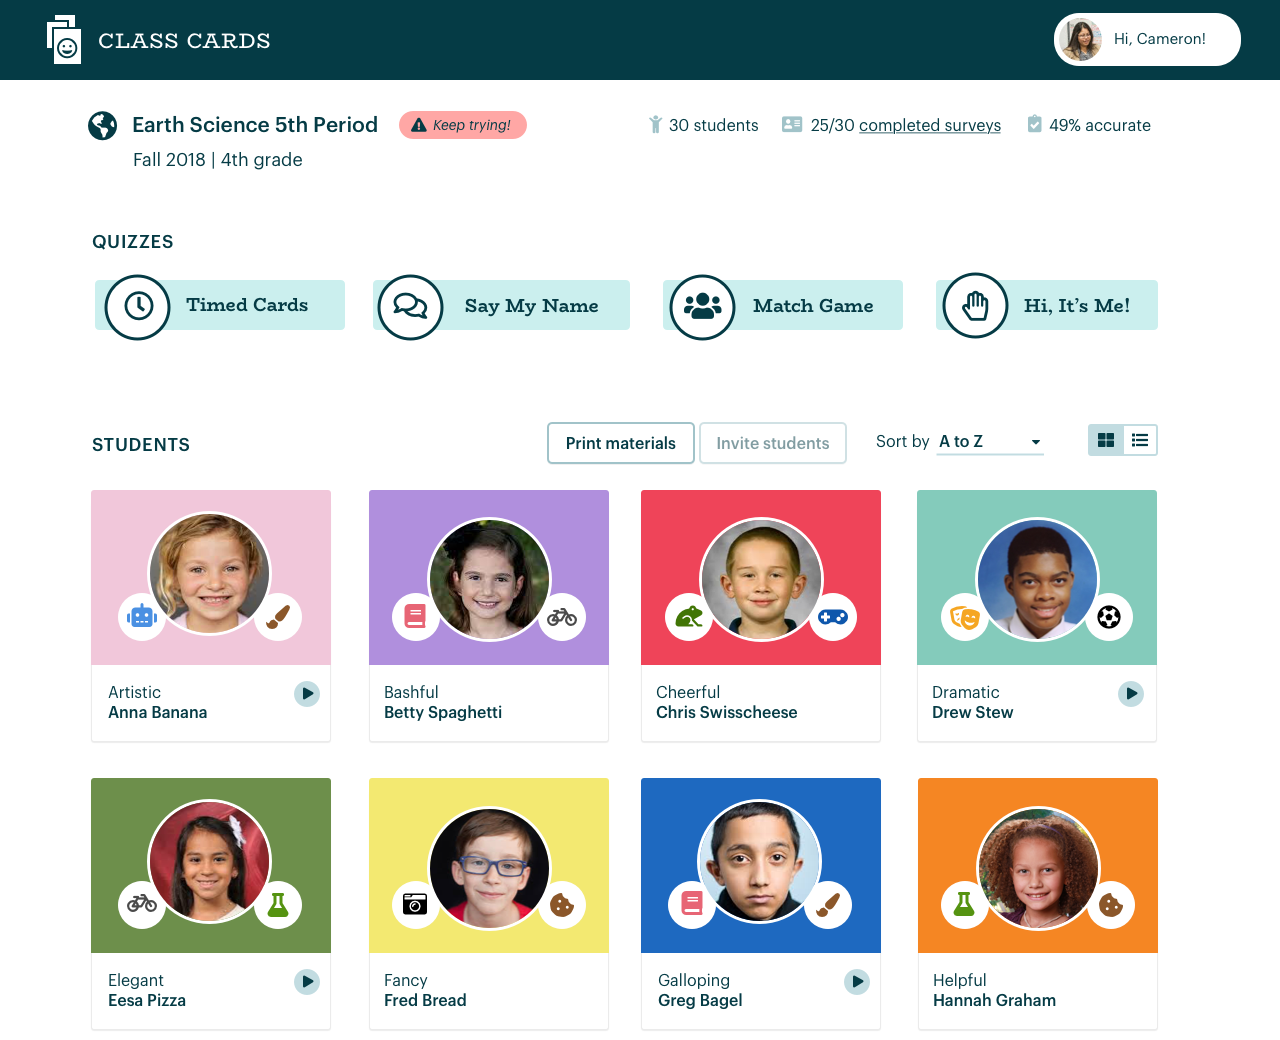 CLASS CARDS
Hi, Cameron!
Earth Science 5th Period
Keep trying!
30 students
25/30 completed surveys
49% accurate
Fall 2018 | 4th grade
QUIZZES
Timed Cards
Say My Name
Match Game
Hi, It's Me!
STUDENTS
Print materials
Invite students
Sort by A to Z
Artistic
Anna Banana
Bashful
Betty Spaghetti
Cheerful
Chris Swisscheese
Dramatic
Drew Stew
Elegant
Eesa Pizza
Fancy
Fred Bread
Galloping
Greg Bagel
Helpful
Hannah Graham